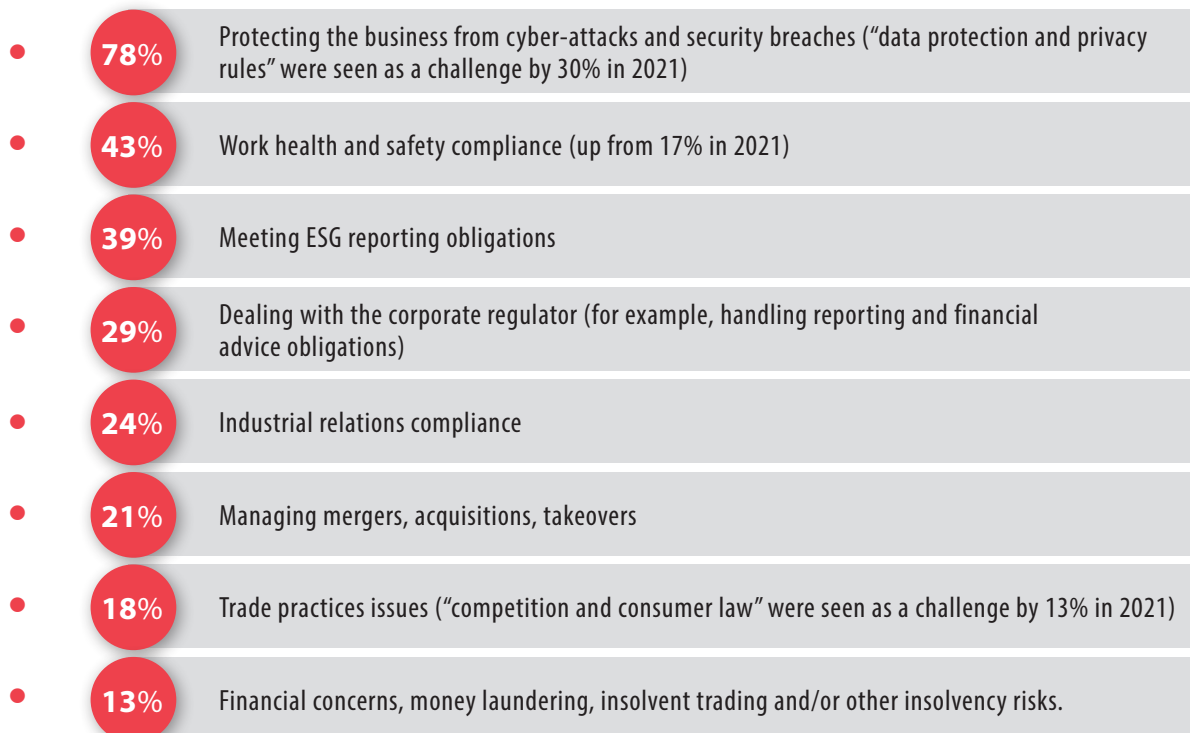 78% Protecting the business from cyber-attacks and security breaches (“data protection and privacy
rules” were seen as a challenge by 30% in 2021)
43% Work health and safety compliance (up from 17% in 2021)
39% Meeting ESG reporting obligations
29% Dealing with the corporate regulator (for example, handling reporting and financial
advice obligations)
24% Industrial relations compliance
21% Managing mergers, acquisitions, takeovers
18% Trade practices issues (“competition and consumer law” were seen as a challenge by 13% in 2021)
13% Financial concerns, money laundering, insolvent trading and/or other insolvency risks.